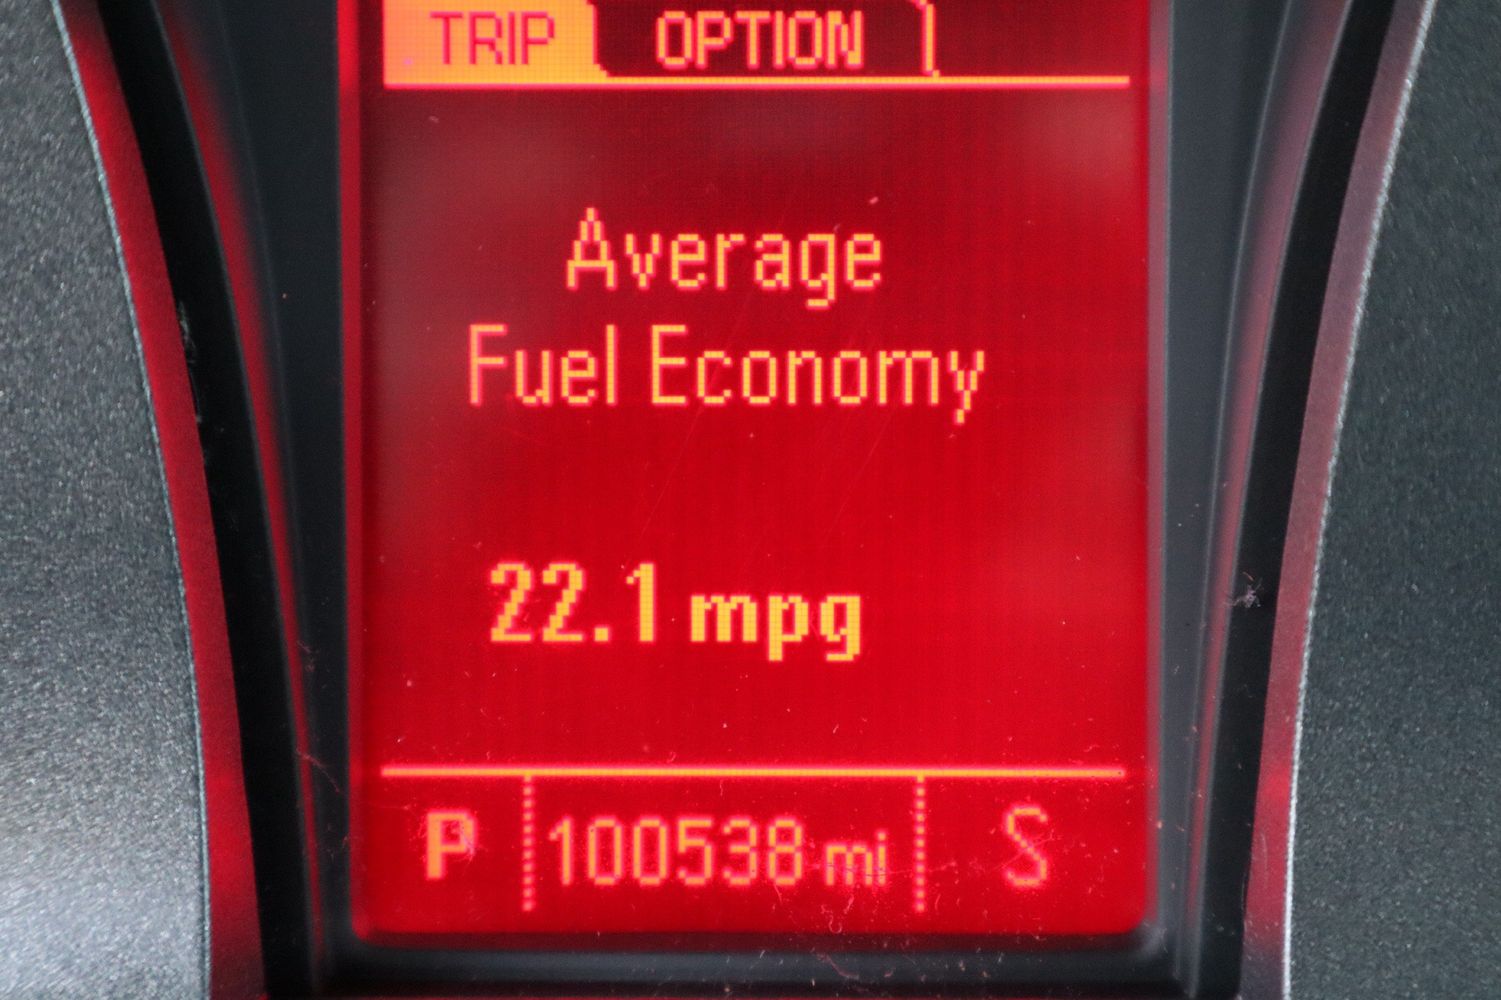 TRIP OPTION
Average
Fuel Economy
22.1 mpg
P 100538 mi S